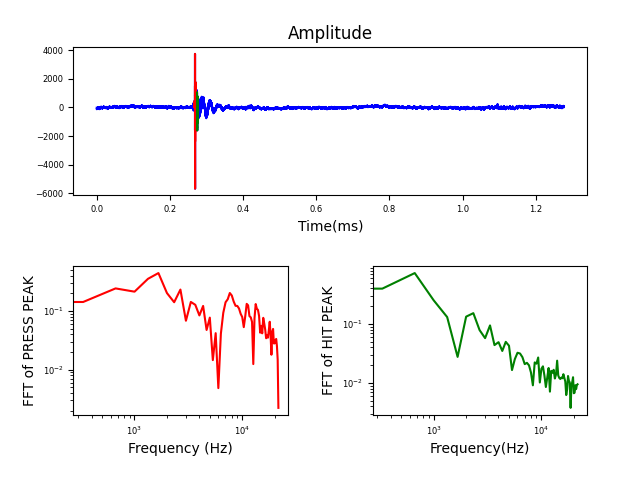 Amplitude
4000
2000
0
−2000
−4000
−6000
0.0 0.2 0.4 0.6 0.8 1.0 1.2
Time(ms)
FFT of PRESS PEAK
10⁻¹
10⁻²
10³ 10⁴
Frequency (Hz)
FFT of HIT PEAK
10⁻¹
10⁻²
10³ 10⁴
Frequency(Hz)